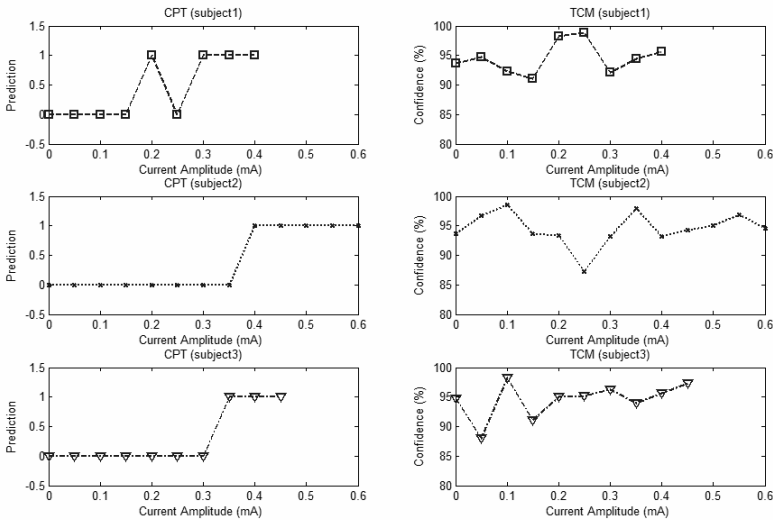 CPT (subject1)
1.5
1
0.5
0
-0.5
Prediction
0 0.1 0.2 0.3 0.4 0.5 0.6
Current Amplitude (mA)
TCM (subject1)
100
95
90
85
80
Confidence (%)
0 0.1 0.2 0.3 0.4 0.5 0.6
Current Amplitude (mA)
CPT (subject2)
1.5
1
0.5
0
-0.5
Prediction
0 0.1 0.2 0.3 0.4 0.5 0.6
Current Amplitude (mA)
TCM (subject2)
100
95
90
85
80
Confidence (%)
0 0.1 0.2 0.3 0.4 0.5 0.6
Current Amplitude (mA)
CPT (subject3)
1.5
1
0.5
0
-0.5
Prediction
0 0.1 0.2 0.3 0.4 0.5 0.6
Current Amplitude (mA)
TCM (subject3)
100
95
90
85
80
Confidence (%)
0 0.1 0.2 0.3 0.4 0.5 0.6
Current Amplitude (mA)